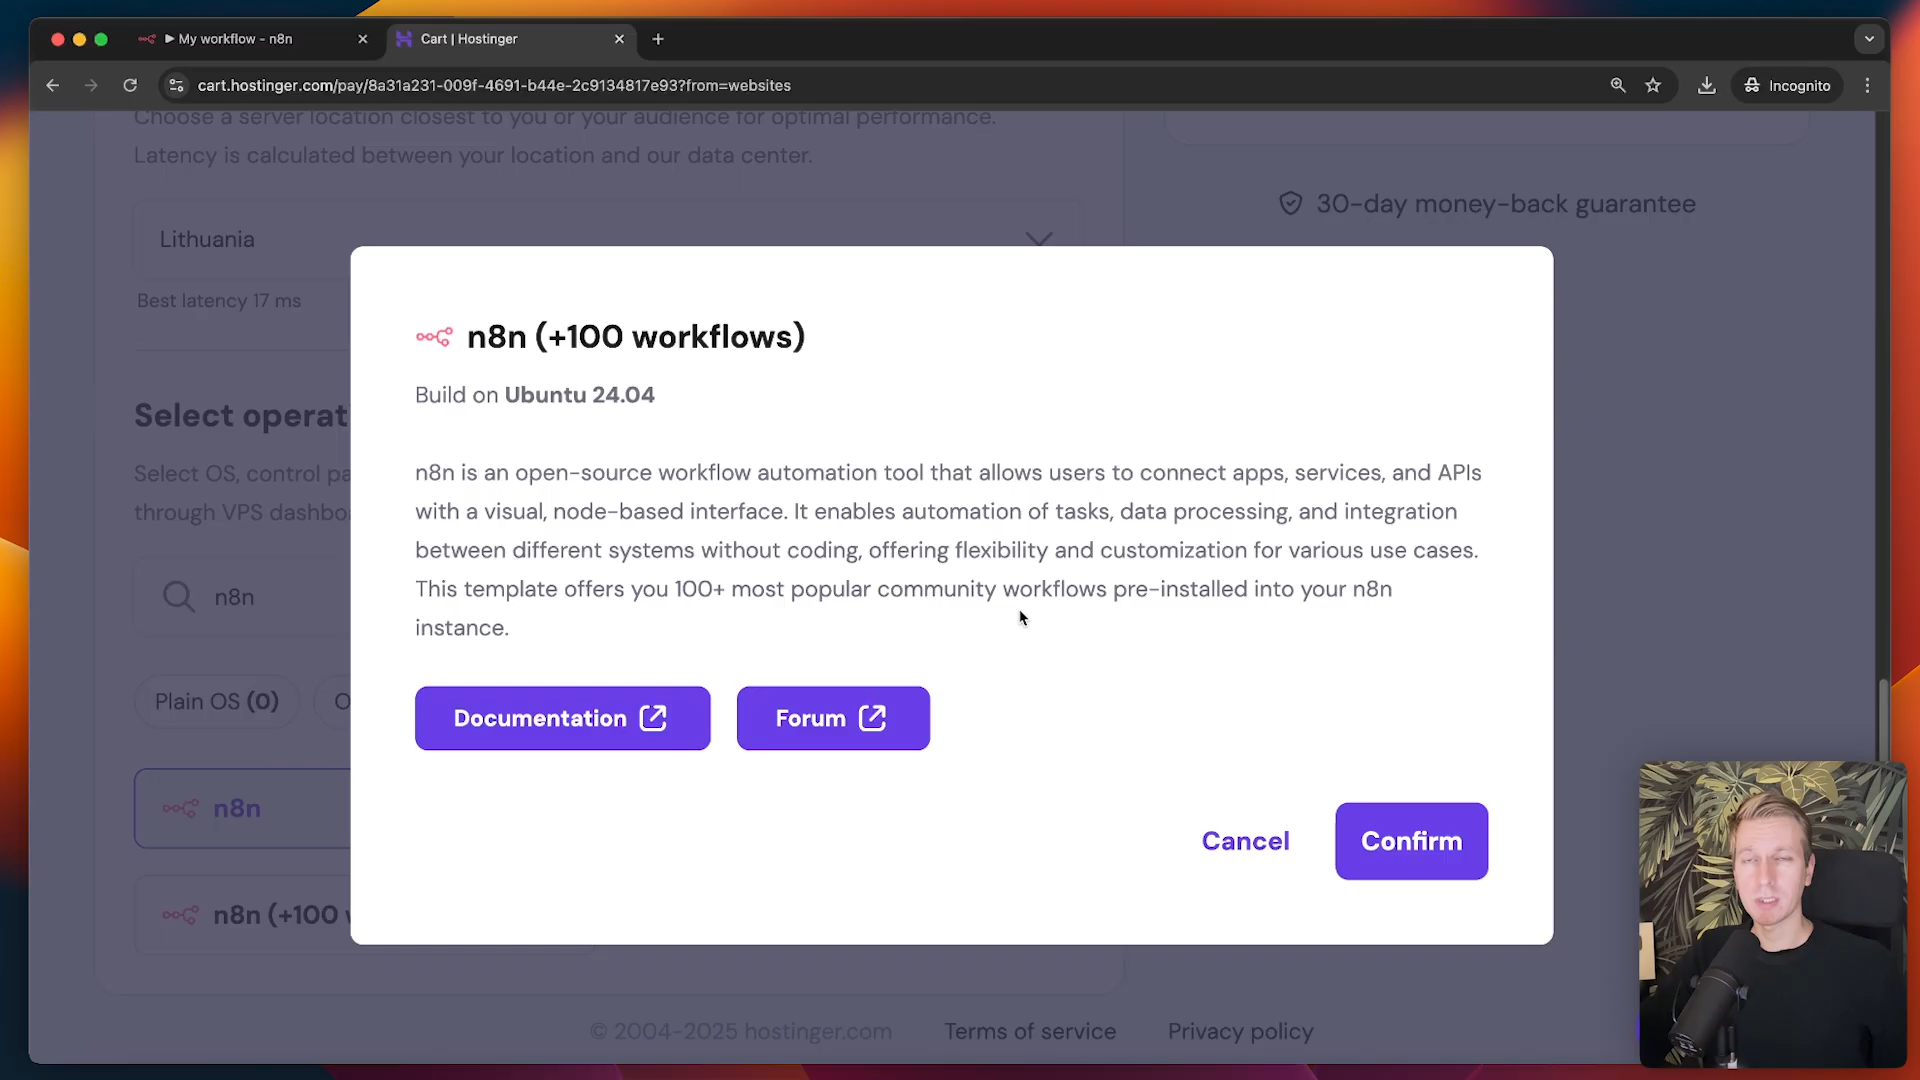 My workflow - n8n
Cart | Hostinger
cart.hostinger.com/pay/8a31a231-009f-4691-b44e-2c9134817e93?from=websites
Incognito
Choose a server location closest to you or your audience for optimal performance.
Latency is calculated between your location and our data center.
Lithuania
Best latency 17 ms
30-day money-back guarantee
Select operat
Select OS, control pa
through VPS dashbo
n8n
Plain OS (0)
O
n8n
n8n (+100
n8n (+100 workflows)
Build on Ubuntu 24.04
n8n is an open-source workflow automation tool that allows users to connect apps, services, and APIs
with a visual, node-based interface. It enables automation of tasks, data processing, and integration
between different systems without coding, offering flexibility and customization for various use cases.
This template offers you 100+ most popular community workflows pre-installed into your n8n
instance.
Documentation
Forum
Cancel
Confirm
© 2004-2025 hostinger.com
Terms of service
Privacy policy